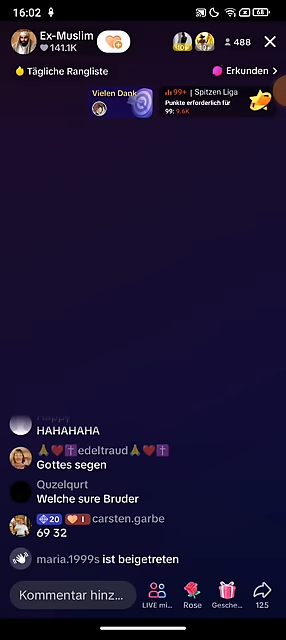 16:02
68
Ex-Muslim
141.1K
488
Tägliche Rangliste
Erkunden
Vielen Dank
99+ | Spitzen Liga
Punkte erforderlich für
99: 9.6K
Happy
HAHAHAHA
edeltraud
Gottes segen
Quzelqurt
Welche sure Bruder
20 I carsten.garbe
69 32
maria.1999s ist beigetreten
Kommentar hinz...
LIVE mi...
Rose
Gesche...
125